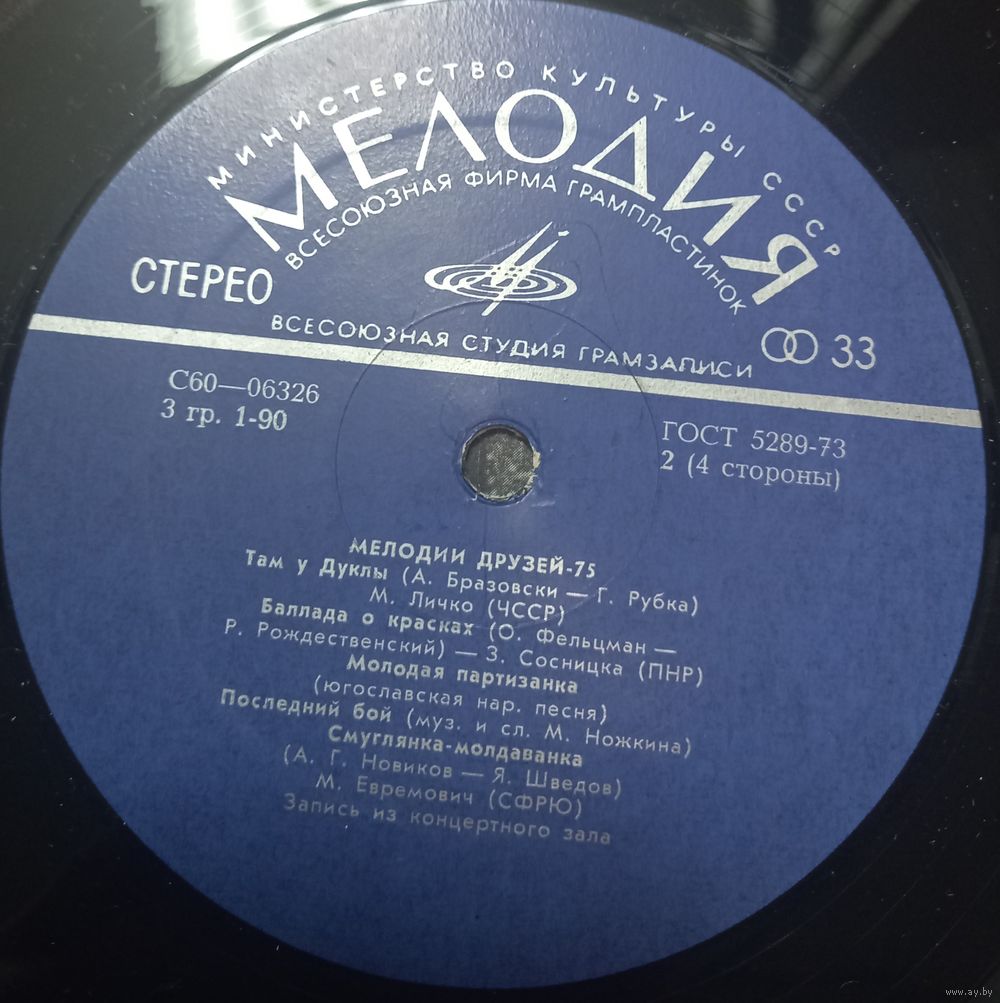 МИНИСТЕРСТВО КУЛЬТУРЫ СССР
МЕЛОДИЯ
ВСЕСОЮЗНАЯ ФИРМА ГРАМПЛАСТИНОК
СТЕРЕО
ВСЕСОЮЗНАЯ СТУДИЯ ГРАМЗАПИСИ
33
С60—06326
3 гр. 1-90
ГОСТ 5289-73
2 (4 стороны)
МЕЛОДИИ ДРУЗЕЙ-75
Там у Дуклы (А. Бразовски — Г. Рубка)
М. Личко (ЧССР)
Баллада о красках (О. Фельцман —
Р. Рождественский) — З. Сосницка (ПНР)
Молодая партизанка
(югославская нар. песня)
Последний бой (муз. и сл. М. Ножкина)
Смуглянка-молдаванка
(А. Г. Новиков — Я. Шведов)
М. Евремович (СФРЮ)
Запись из концертного зала
www.ay.by